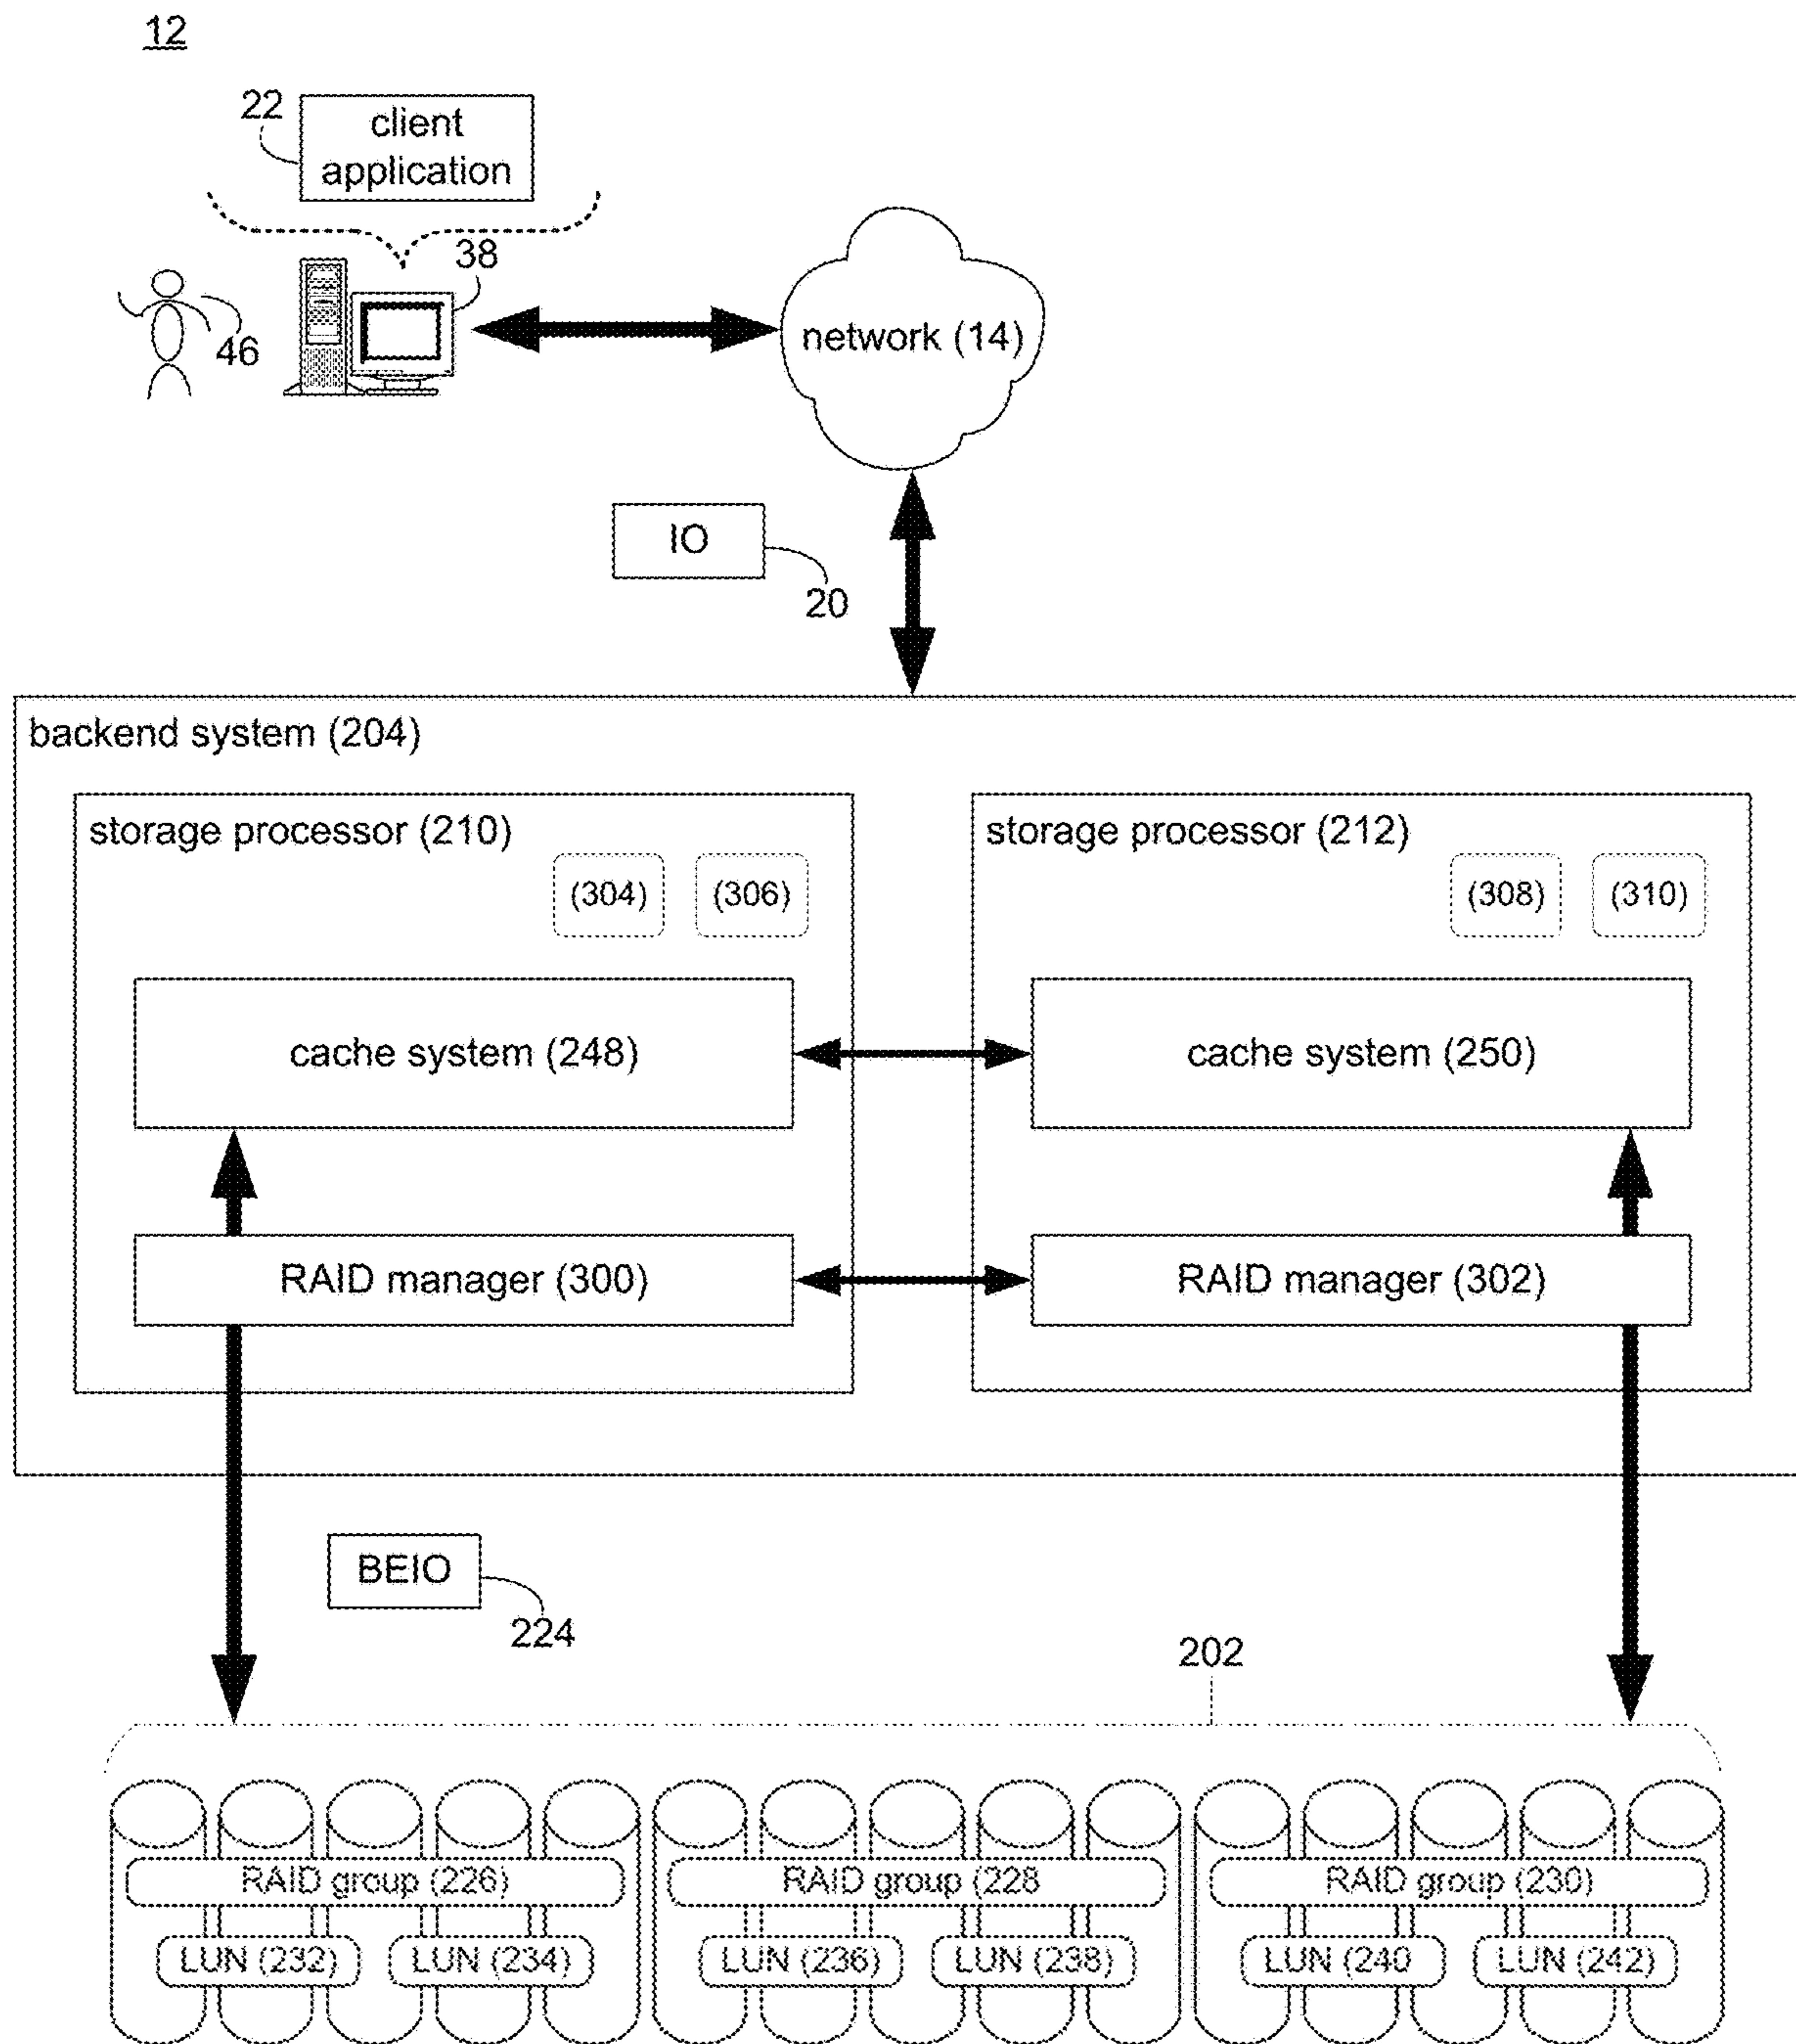 12
22
client
application
38
46
network (14)
IO
20
backend system (204)
storage processor (210)
storage processor (212)
(304)
(306)
(308)
(310)
cache system (248)
cache system (250)
RAID manager (300)
RAID manager (302)
BEIO
224
202
RAID group (226)
RAID group (228
RAID group (230)
LUN (232)
LUN (234)
LUN (236)
LUN (238)
LUN (240
LUN (242)